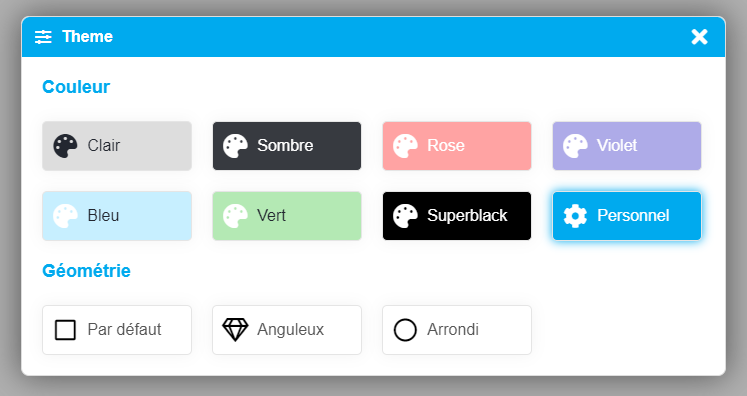 Theme
Couleur
Clair
Sombre
Rose
Violet
Bleu
Vert
Superblack
Personnel
Géométrie
Par défaut
Anguleux
Arrondi